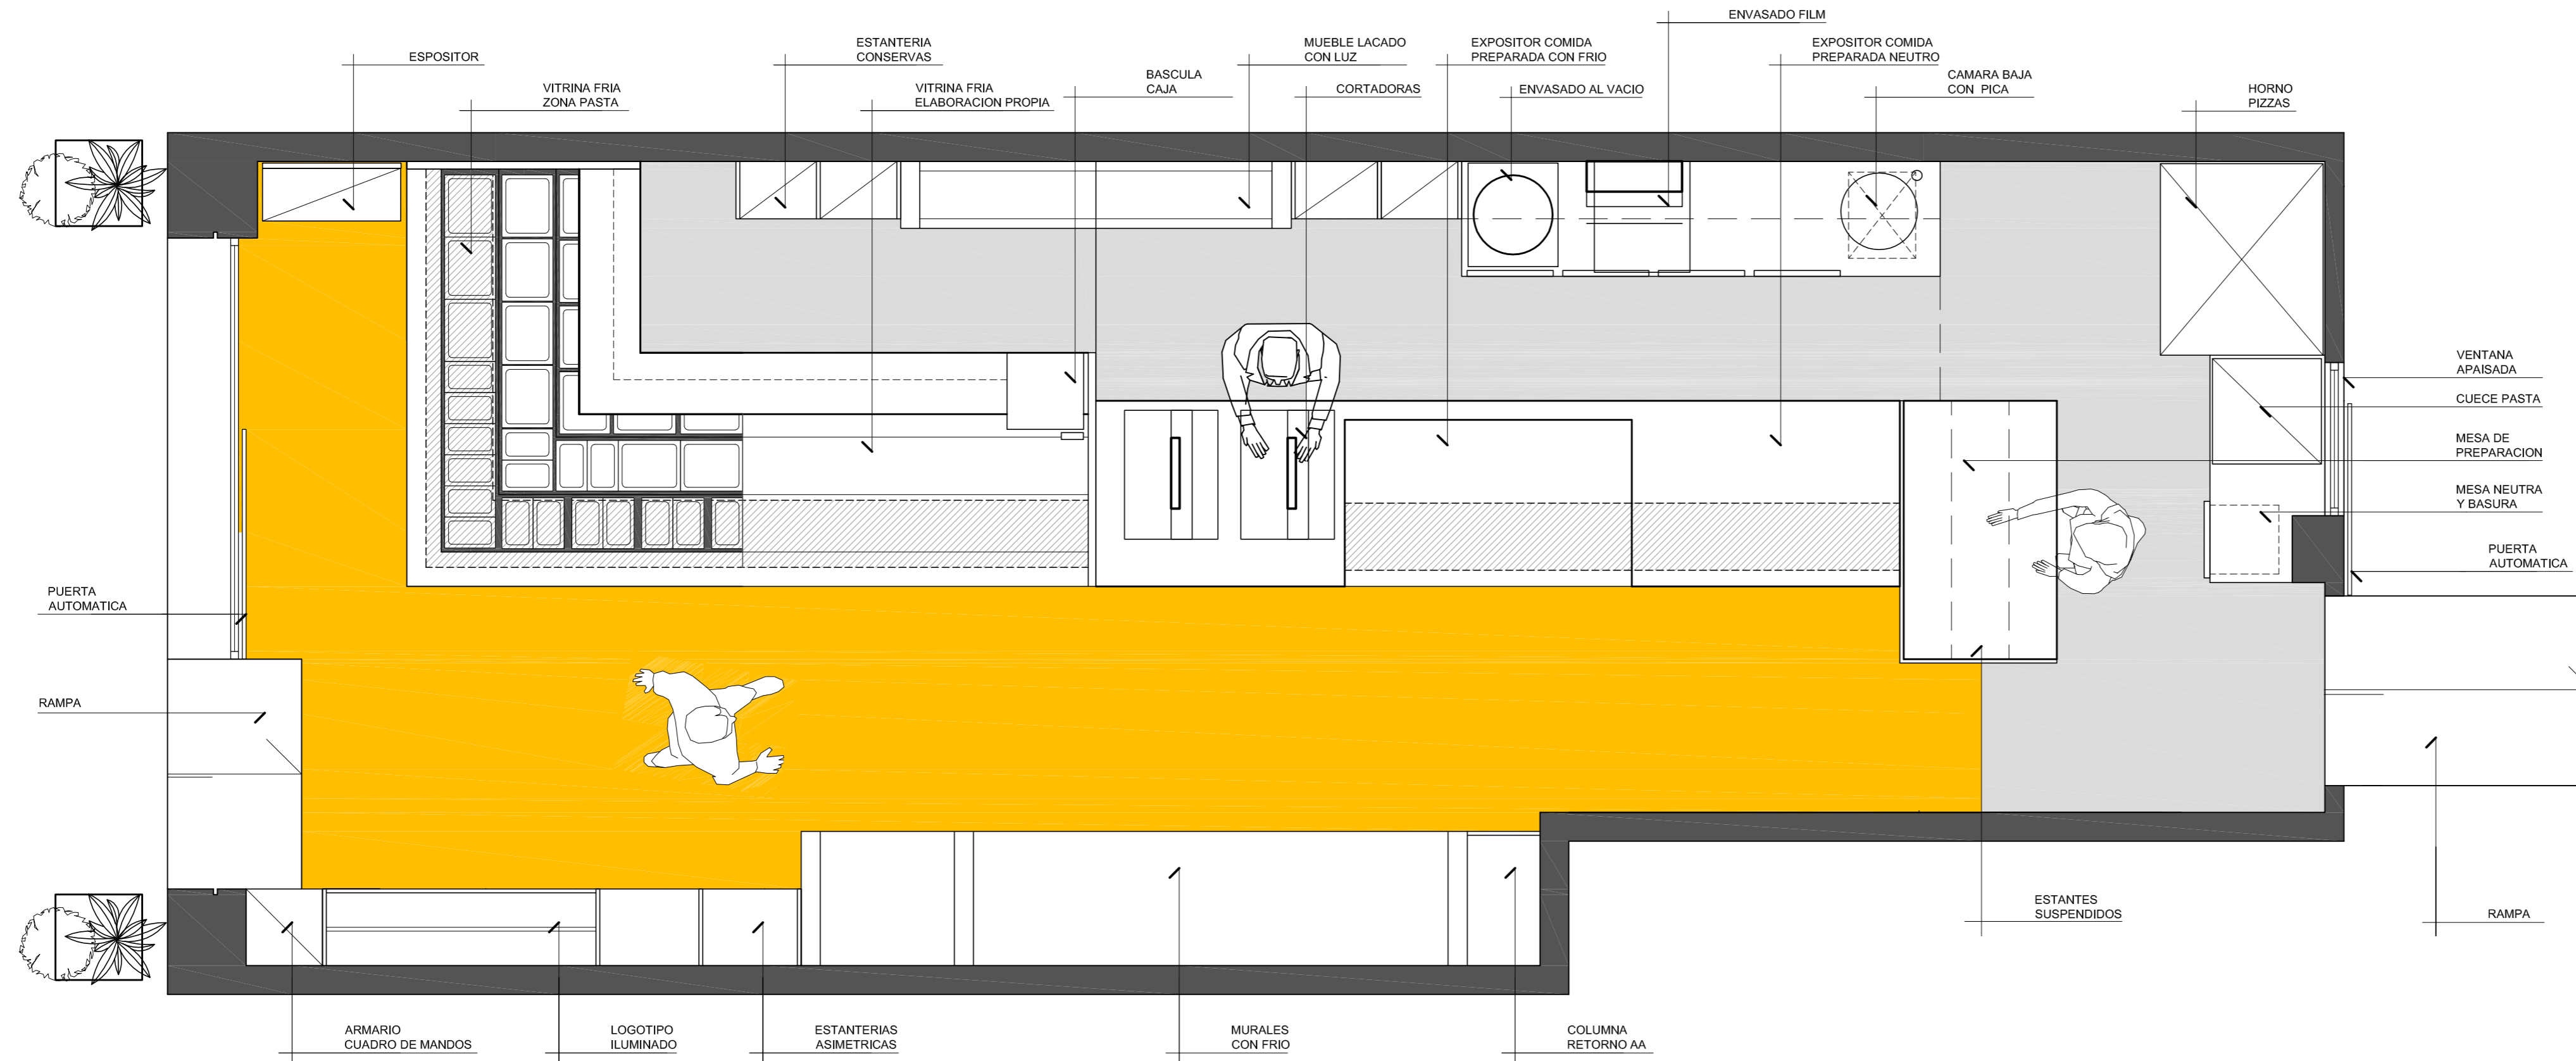 ENVASADO FILM
ESPOSITOR
ESTANTERIA
CONSERVAS
MUEBLE LACADO
CON LUZ
EXPOSITOR COMIDA
PREPARADA CON FRIO
EXPOSITOR COMIDA
PREPARADA NEUTRO
VITRINA FRIA
ZONA PASTA
VITRINA FRIA
ELABORACION PROPIA
BASCULA
CAJA
CORTADORAS
ENVASADO AL VACIO
CAMARA BAJA
CON PICA
HORNO
PIZZAS
VENTANA
APAISADA
CUECE PASTA
MESA DE
PREPARACION
MESA NEUTRA
Y BASURA
PUERTA
AUTOMATICA
PUERTA
AUTOMATICA
RAMPA
ESTANTES
SUSPENDIDOS
RAMPA
ARMARIO
CUADRO DE MANDOS
LOGOTIPO
ILUMINADO
ESTANTERIAS
ASIMETRICAS
MURALES
CON FRIO
COLUMNA
RETORNO AA